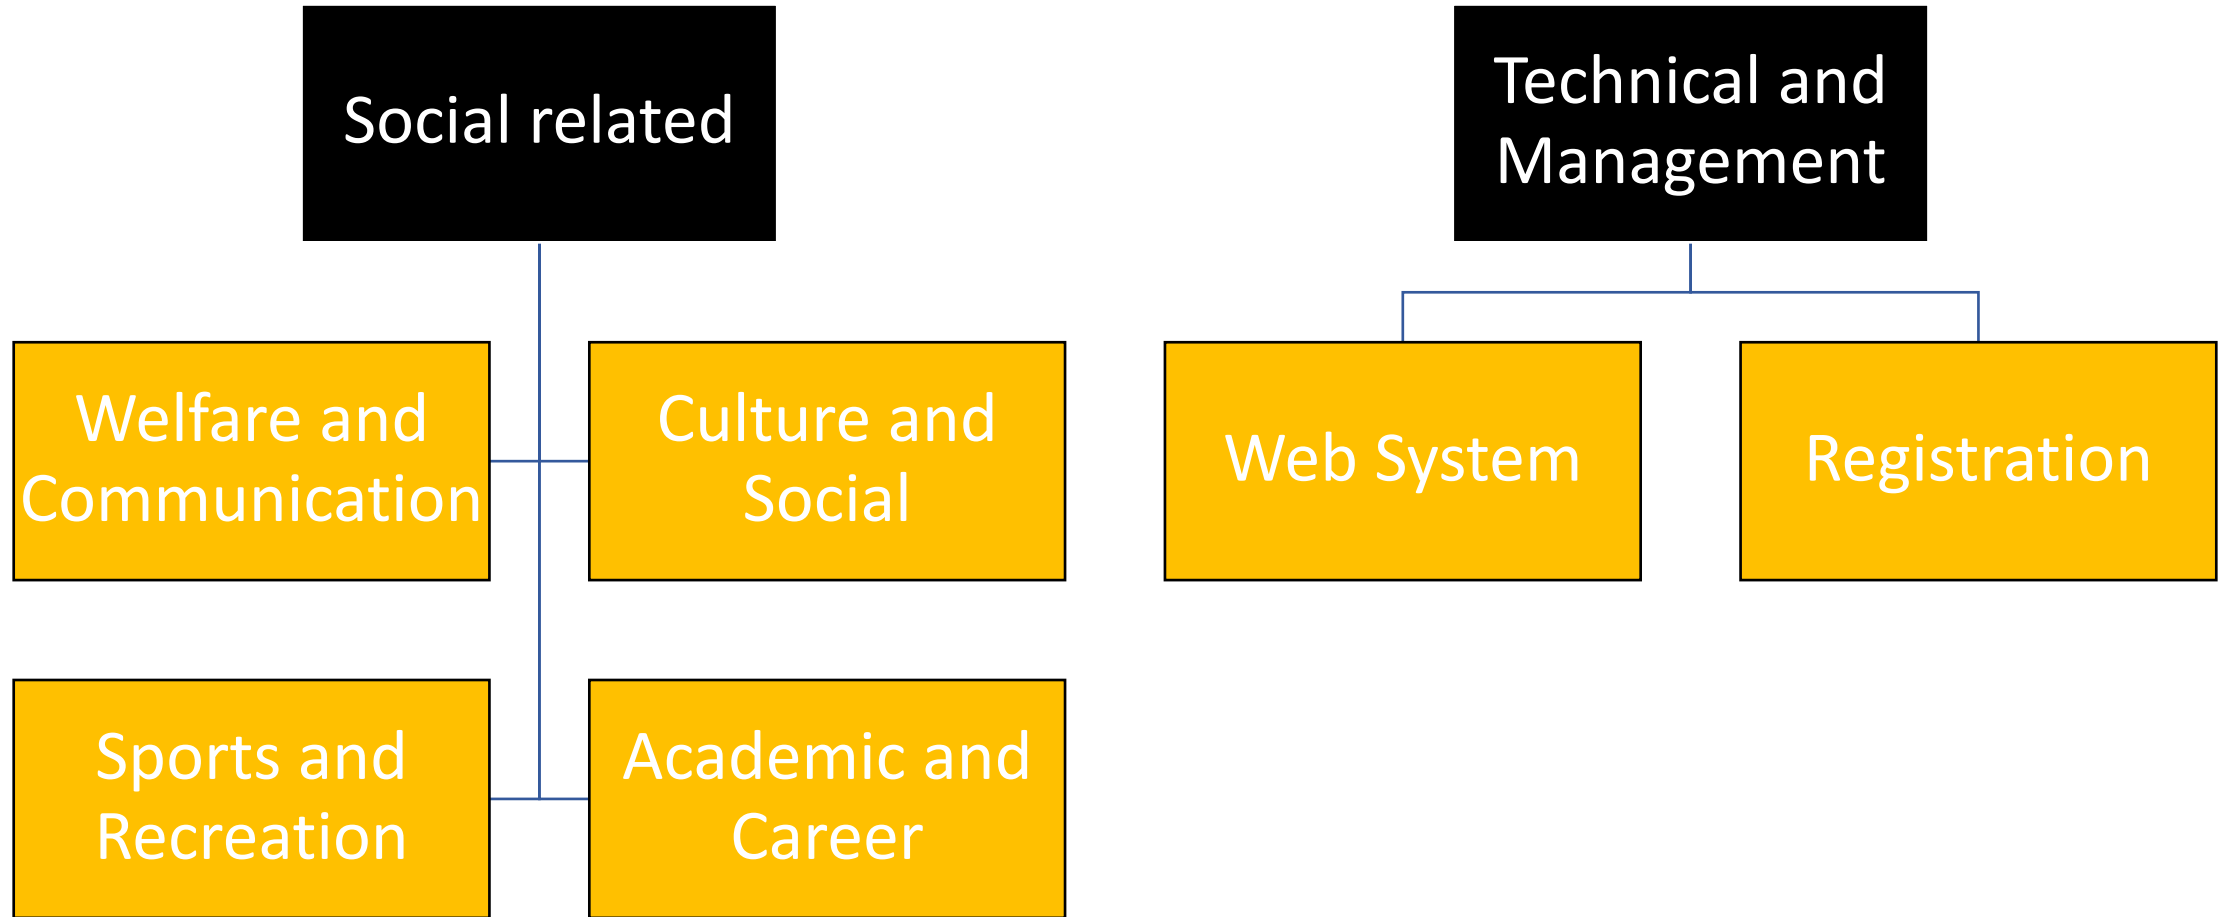 Social related
Technical and
Management
Welfare and
Communication
Culture and
Social
Web System
Registration
Sports and
Recreation
Academic and
Career